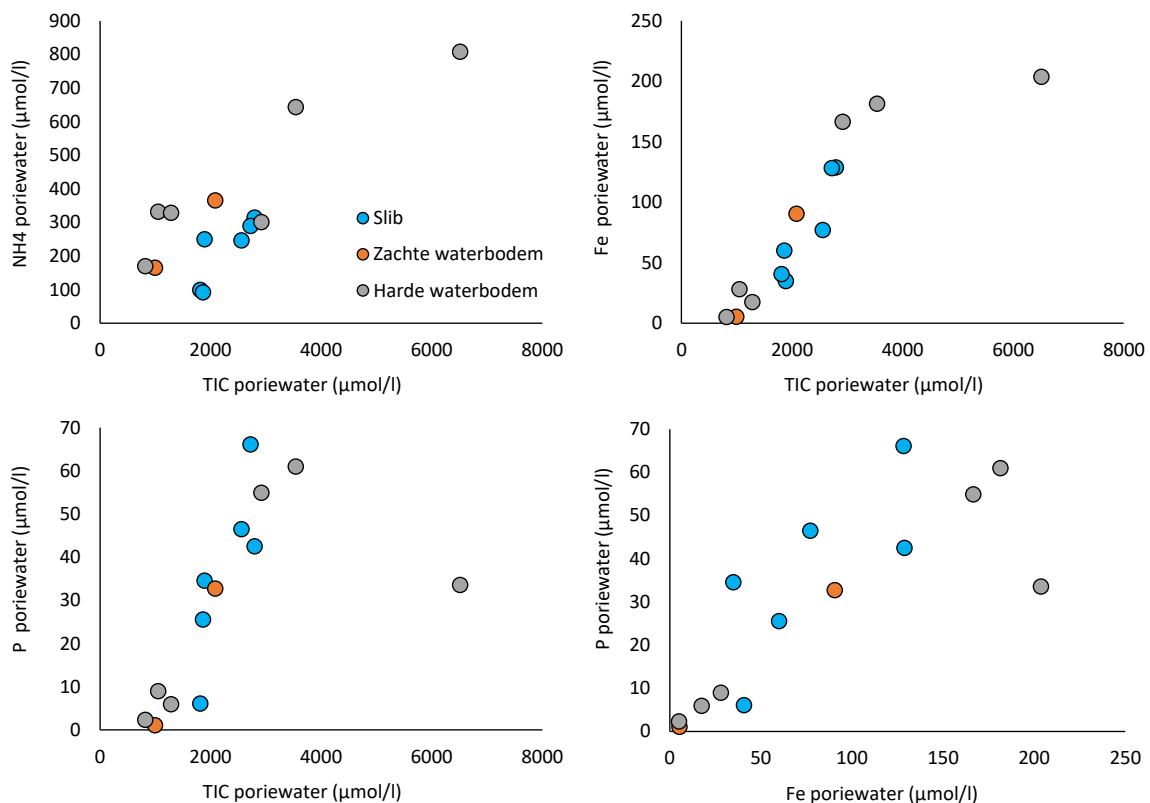 NH4 poriewater (µmol/l)
900
800
700
600
500
400
300
200
100
0
0 2000 4000 6000 8000
TIC poriewater (µmol/l)
Slib
Zachte waterbodem
Harde waterbodem
Fe poriewater (µmol/l)
250
200
150
100
50
0
0 2000 4000 6000 8000
TIC poriewater (µmol/l)
P poriewater (µmol/l)
70
60
50
40
30
20
10
0
0 2000 4000 6000 8000
TIC poriewater (µmol/l)
P poriewater (µmol/l)
70
60
50
40
30
20
10
0
0 50 100 150 200 250
Fe poriewater (µmol/l)